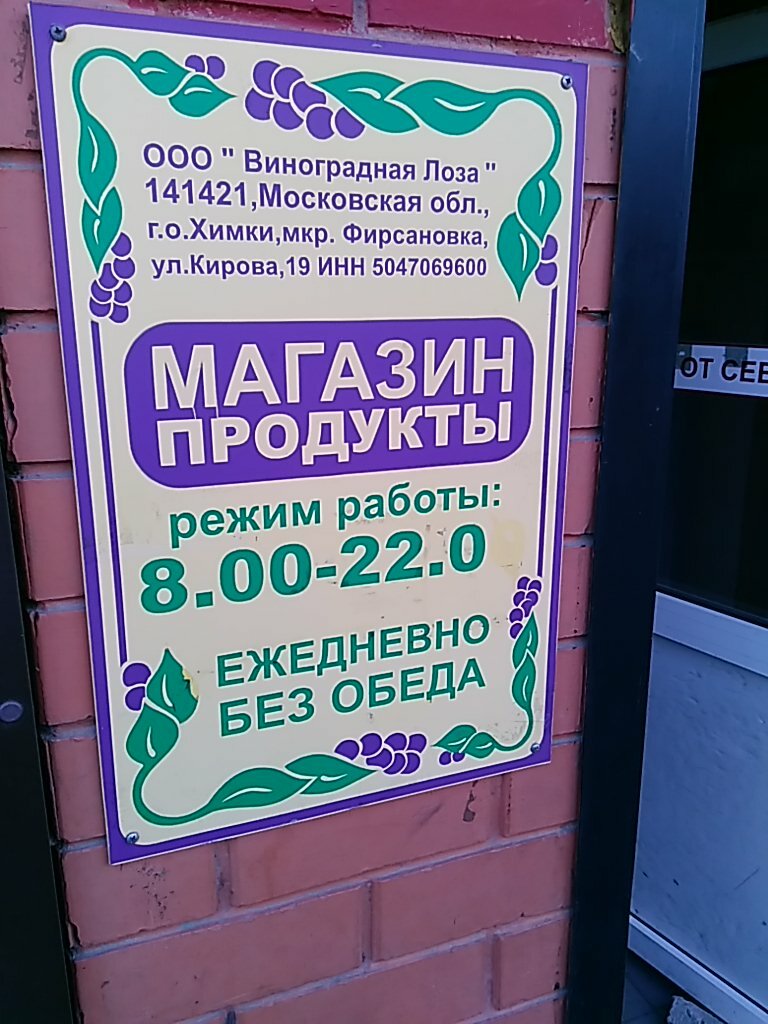 ООО " Виноградная Лоза "
141421,Московская обл.,
г.о.Химки,мкр. Фирсановка,
ул.Кирова,19 ИНН 5047069600
МАГАЗИН
ПРОДУКТЫ
режим работы:
8.00-22.0
ЕЖЕДНЕВНО
БЕЗ ОБЕДА
ОТ СЕБ